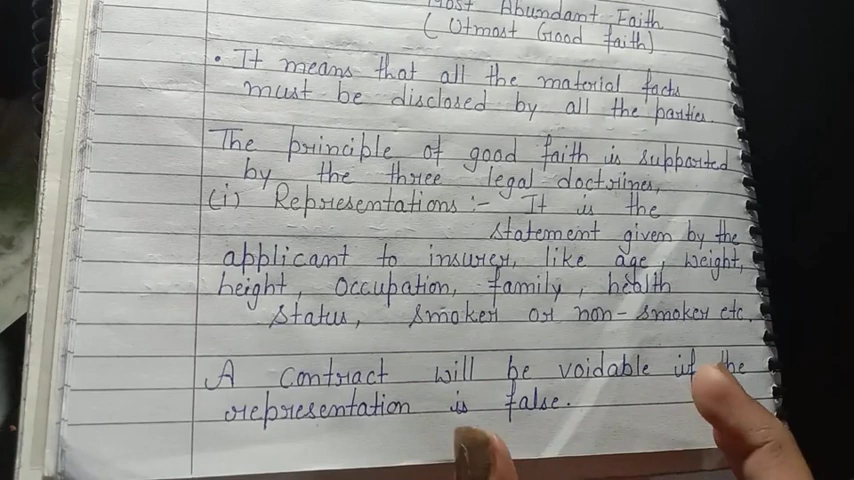 Most Abundant Faith
(Utmost Good faith)
• It means that all the material facts
must be disclosed by all the parties.
The principle of good faith is supported
by the three legal doctrines,
(i) Representations :- It is the
statement given by the
applicant to insurer, like age, weight,
height, occupation, family, health
status, smoker or non-smoker etc.
A contract will be voidable if the
representation is false.